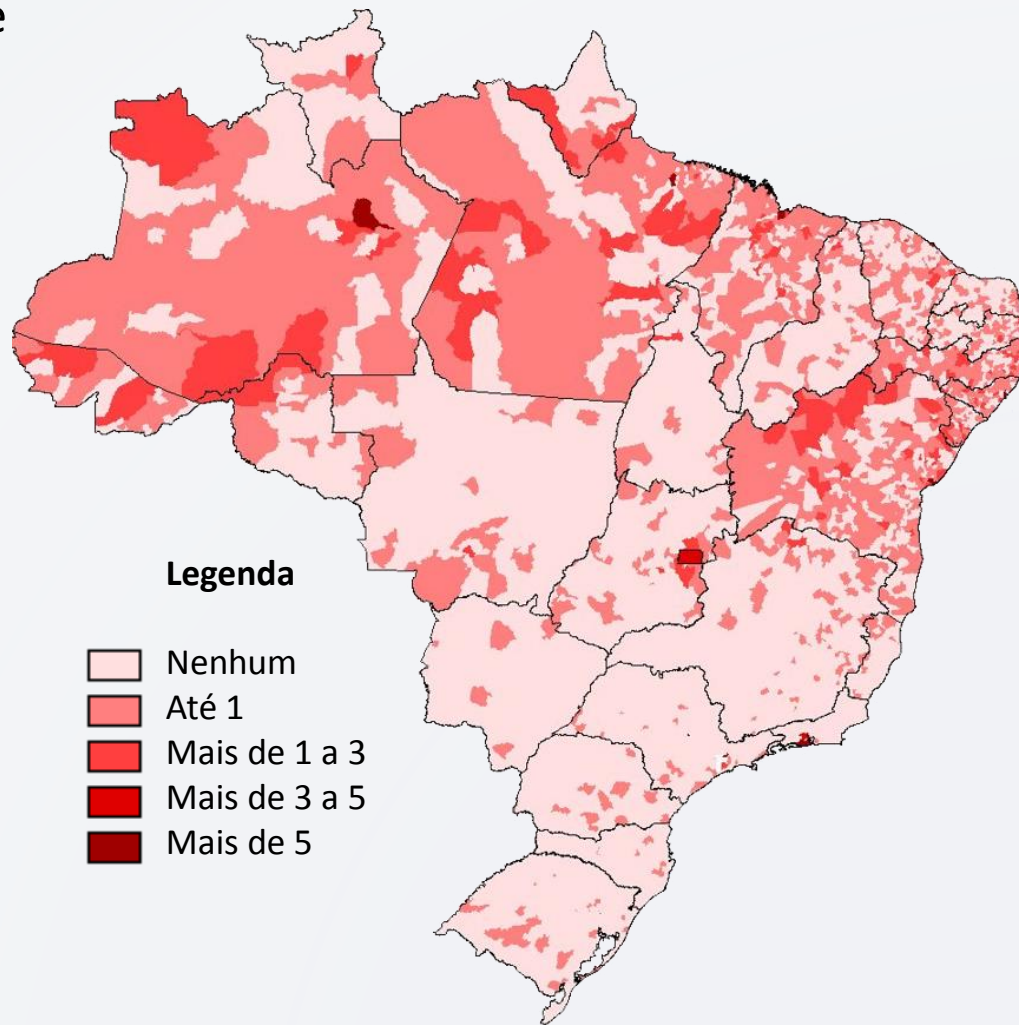 e
Legenda
Nenhum
Até 1
Mais de 1 a 3
Mais de 3 a 5
Mais de 5
F